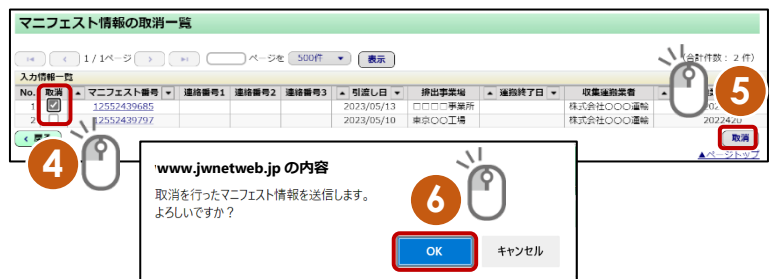 マニフェスト情報の取消一覧
1 / 1ページ ページを 500件 表示 (合計件数: 2 件)
入力情報一覧
No. 取消 マニフェスト番号 連絡番号1 連絡番号2 連絡番号3 引渡し日 排出事業場 運搬終了日 収集運搬業者
1 12552439685 2023/05/13 □□□□事業所 株式会社○○○運輸
2 12552439797 2023/05/10 東京○○工場 株式会社○○○運輸 2022420
5
< 戻る 取消
4
▲ページトップ
www.jwnetweb.jp の内容
取消を行ったマニフェスト情報を送信します。
よろしいですか？
6
OK キャンセル